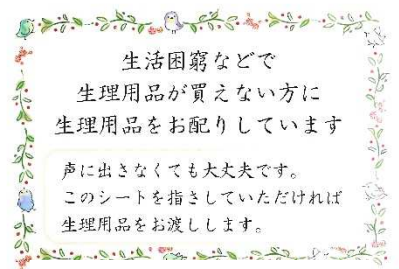 生活困窮などで
生理用品が買えない方に
生理用品をお配りしています
声に出さなくても大丈夫です。
このシートを指さしていただければ
生理用品をお渡しします。